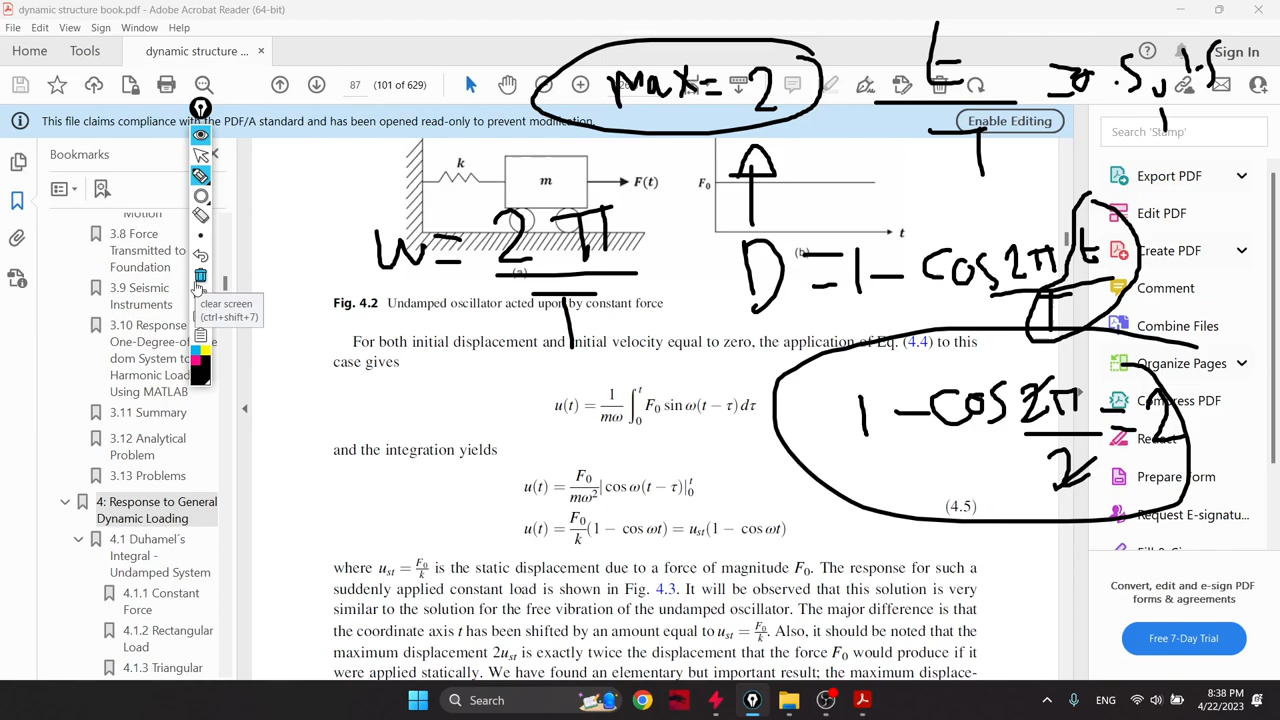 dynamic structure book.pdf - Adobe Acrobat Reader (64-bit)
File Edit View Sign Window Help
Home Tools dynamic structure ... × Sign In
87 (101 of 629)
max = 2
t/T = .5, 1.5
This file claims compliance with the PDF/A standard and has been opened read-only to prevent modification. Enable Editing
Bookmarks
Motion
3.8 Force
Transmitted to
Foundation
3.9 Seismic
Instruments
3.10 Response
One-Degree-of-
dom System to
Harmonic Load
Using MATLAB
3.11 Summary
3.12 Analytical
Problem
3.13 Problems
4: Response to General
Dynamic Loading
4.1 Duhamel´s
Integral -
Undamped System
4.1.1 Constant
Force
4.1.2 Rectangular
Load
4.1.3 Triangular
clear screen
(ctrl+shift+7)
k m F(t)
F₀ t
(a) (b)
w = 2π/T
D = 1 - cos 2π t/T
1 - cos 2π/2 = 2
Fig. 4.2 Undamped oscillator acted upon by constant force
For both initial displacement and initial velocity equal to zero, the application of Eq. (4.4) to this
case gives
u(t) = 1/mω ∫₀ᵗ F₀ sin ω(t − τ) dτ
and the integration yields
u(t) = F₀/mω² |cos ω(t − τ)|₀ᵗ
u(t) = F₀/k (1 − cos ωt) = uₛₜ(1 − cos ωt)
(4.5)
where uₛₜ = F₀/k is the static displacement due to a force of magnitude F₀. The response for such a
suddenly applied constant load is shown in Fig. 4.3. It will be observed that this solution is very
similar to the solution for the free vibration of the undamped oscillator. The major difference is that
the coordinate axis t has been shifted by an amount equal to uₛₜ = F₀/k. Also, it should be noted that the
maximum displacement 2uₛₜ is exactly twice the displacement that the force F₀ would produce if it
were applied statically. We have found an elementary but important result; the maximum displace-
Search 'Stamp'
Export PDF
Edit PDF
Create PDF
Comment
Combine Files
Organize Pages
Compress PDF
Redact
Prepare Form
Request E-signatu...
Convert, edit and e-sign PDF
forms & agreements
Free 7-Day Trial
Search
ENG
8:38 PM
4/22/2023